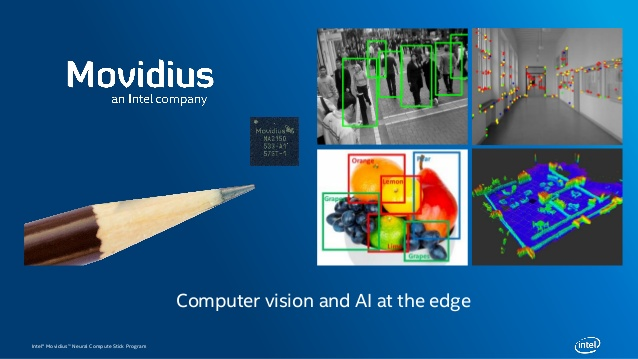 Movidius
an Intel company
Movidius
MA2150
Orange
Pear
Lemon
Grapes
Lime
Grapes
Computer vision and AI at the edge
Intel® Movidius™ Neural Compute Stick Program
intel